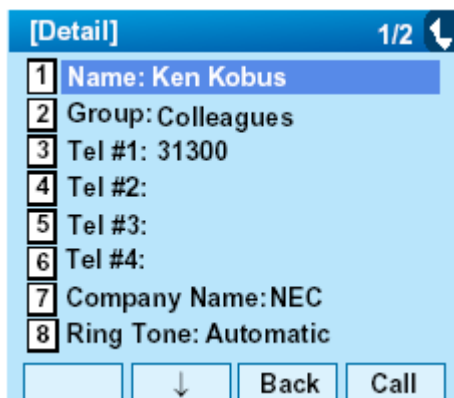 [Detail] 1/2
1 Name: Ken Kobus
2 Group: Colleagues
3 Tel #1: 31300
4 Tel #2:
5 Tel #3:
6 Tel #4:
7 Company Name: NEC
8 Ring Tone: Automatic
↓ Back Call